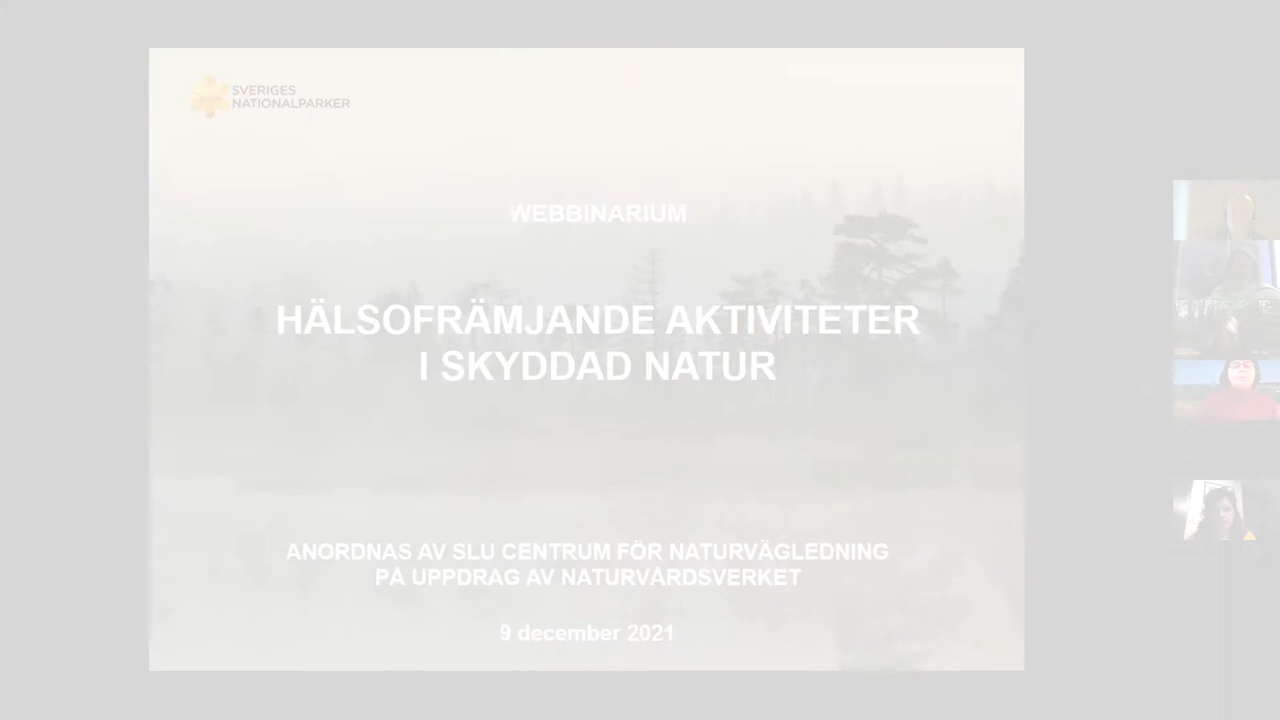 SVERIGES
NATIONALPARKER
WEBBINARIUM
HÄLSOFRÄMJANDE AKTIVITETER
I SKYDDAD NATUR
ANORDNAS AV SLU CENTRUM FÖR NATURVÄGLEDNING
PÅ UPPDRAG AV NATURVÅRDSVERKET
9 december 2021